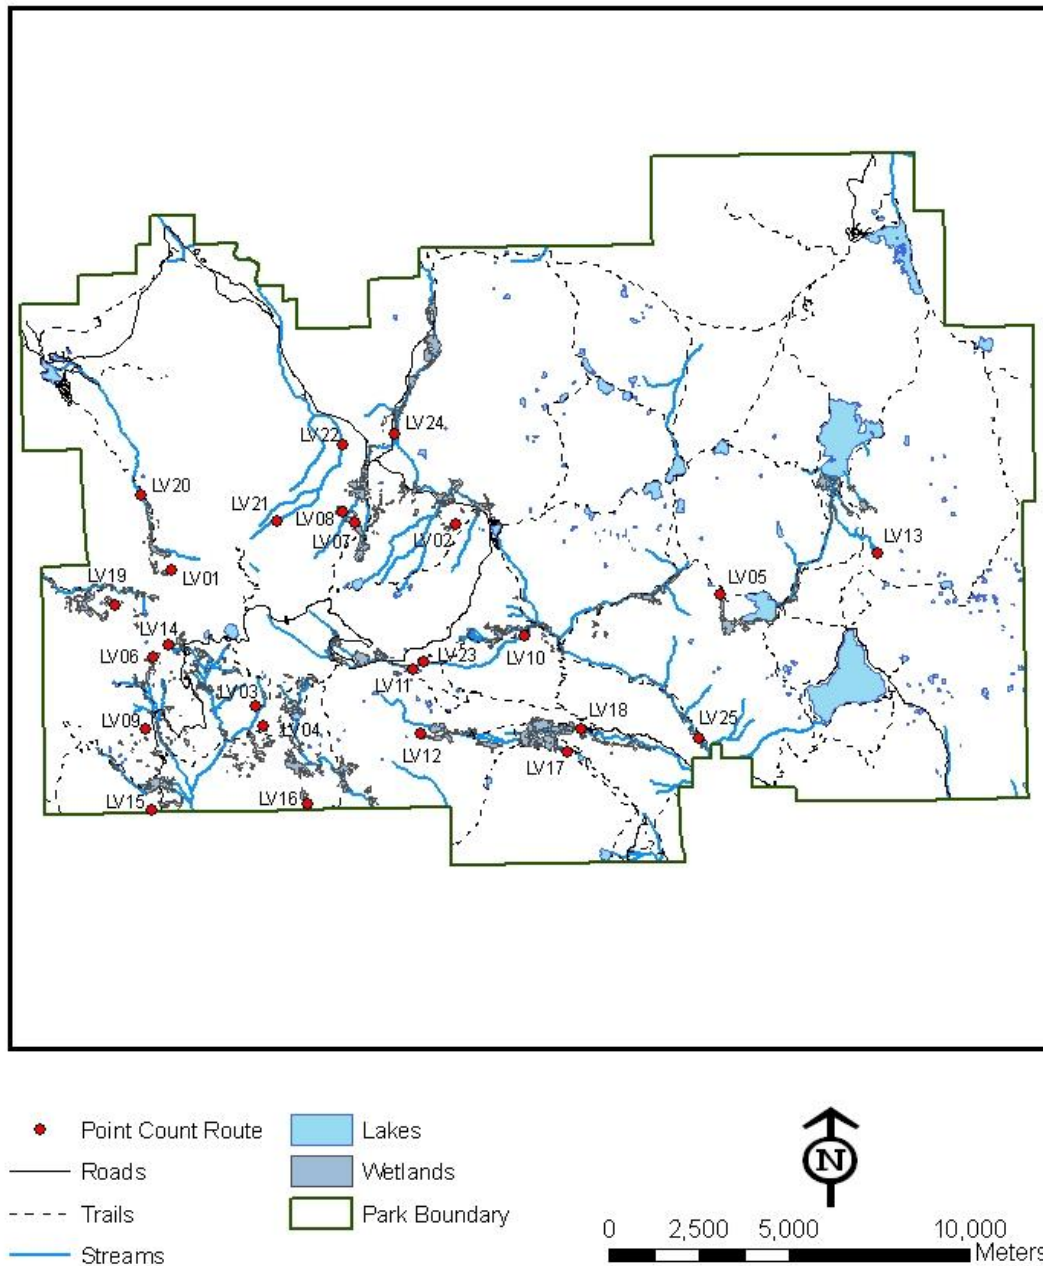 LV24
LV22
LV20
LV21
LV08
LV07
LV02
LV13
LV01
LV19
LV05
LV14
LV10
LV06
LV23
LV11
LV03
LV18
LV09
LV04
LV25
LV12
LV17
LV16
LV15
Point Count Route
Lakes
Roads
Wetlands
N
Trails
Park Boundary
0 2,500 5,000 10,000
Streams
Meters